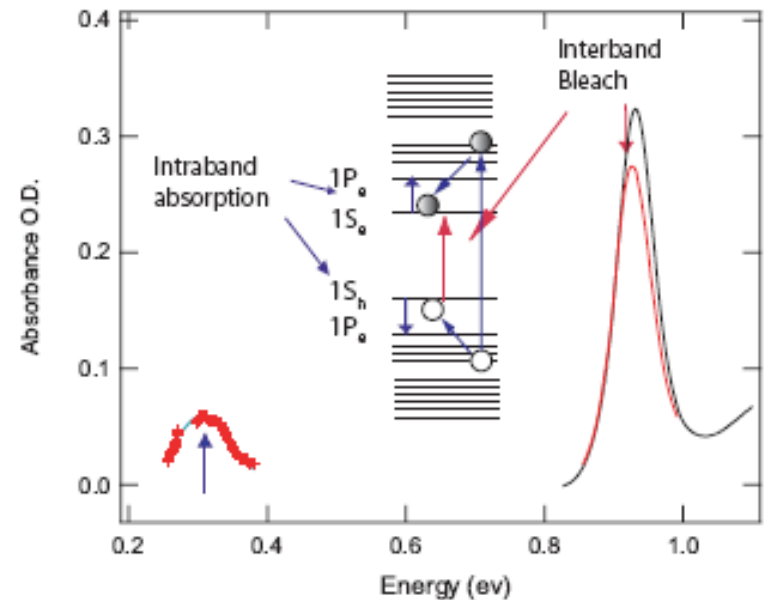 0.4
0.3
0.2
0.1
0.0
Absorbance O.D.
Interband
Bleach
Intraband
absorption
1Pe
1Se
1Sh
1Pe
0.2
0.4
0.6
0.8
1.0
Energy (ev)